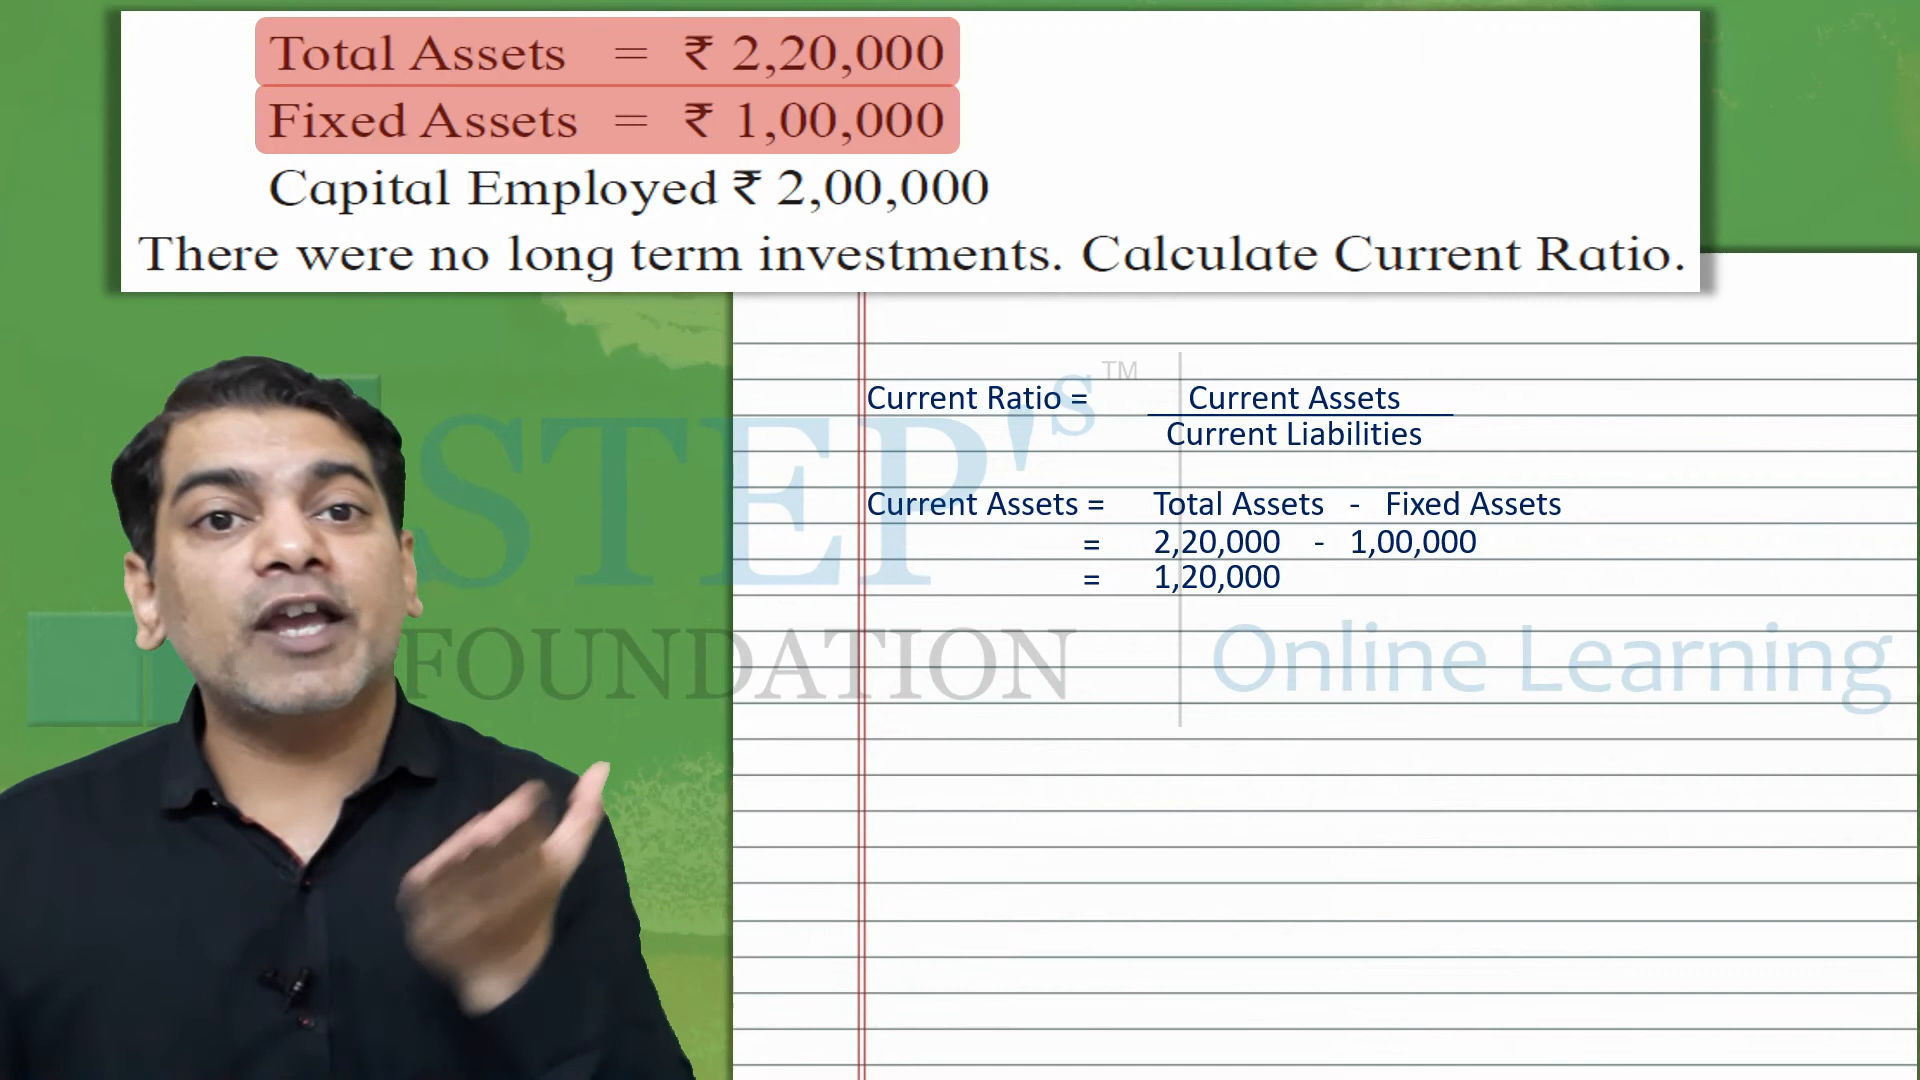 Total Assets = ₹ 2,20,000
Fixed Assets = ₹ 1,00,000
Capital Employed ₹ 2,00,000
There were no long term investments. Calculate Current Ratio.
Current Ratio = Current Assets
Current Liabilities
Current Assets = Total Assets - Fixed Assets
= 2,20,000 - 1,00,000
= 1,20,000
STEP's TM
FOUNDATION
Online Learning